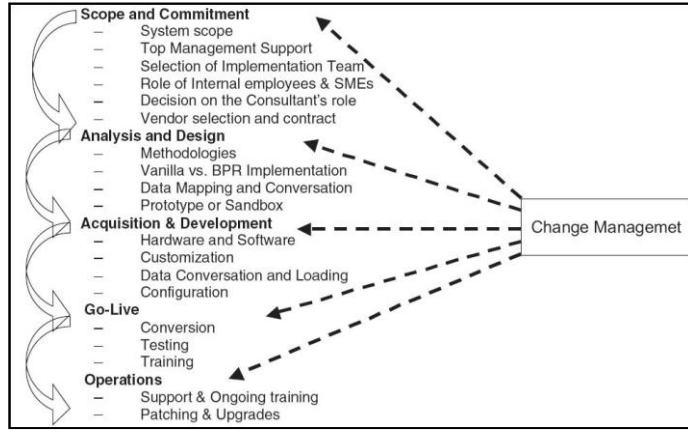 Scope and Commitment
– System scope
– Top Management Support
– Selection of Implementation Team
– Role of Internal employees & SMEs
– Decision on the Consultant's role
– Vendor selection and contract
Analysis and Design
– Methodologies
– Vanilla vs. BPR Implementation
– Data Mapping and Conversation
– Prototype or Sandbox
Acquisition & Development
– Hardware and Software
– Customization
– Data Conversation and Loading
– Configuration
Go-Live
– Conversion
– Testing
– Training
Operations
– Support & Ongoing training
– Patching & Upgrades
Change Managemet